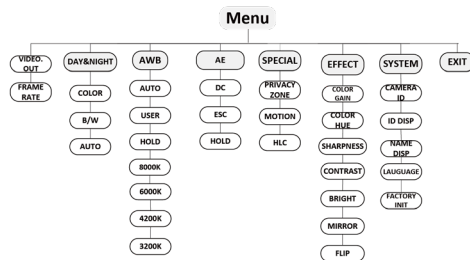 Menu
VIDEO.
OUT
FRAME
RATE
DAY&NIGHT
COLOR
B/W
AUTO
AWB
AUTO
USER
HOLD
8000K
6000K
4200K
3200K
AE
DC
ESC
HOLD
SPECIAL
PRIVACY
ZONE
MOTION
HLC
EFFECT
COLOR
GAIN
COLOR
HUE
SHARPNESS
CONTRAST
BRIGHT
MIRROR
FLIP
SYSTEM
CAMERA
ID
ID DISP
NAME
DISP
LAUGUAGE
FACTORY
INIT
EXIT